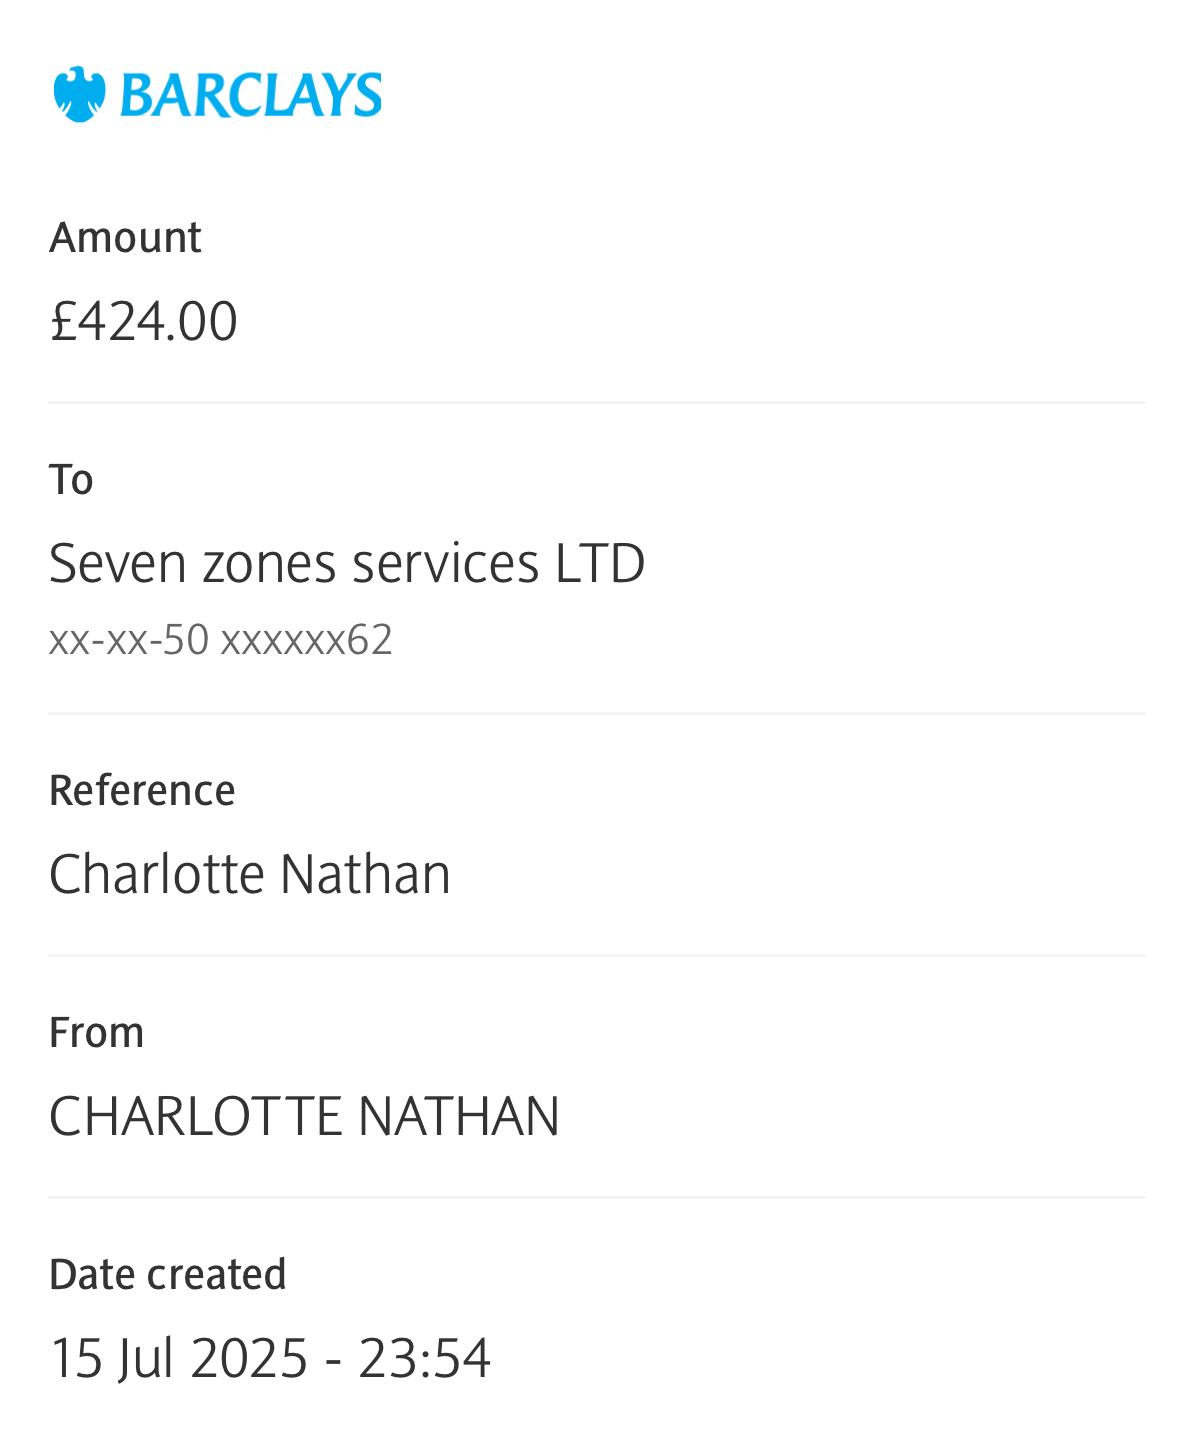 BARCLAYS
Amount
£424.00
To
Seven zones services LTD
xx-xx-50 xxxxxx62
Reference
Charlotte Nathan
From
CHARLOTTE NATHAN
Date created
15 Jul 2025 - 23:54